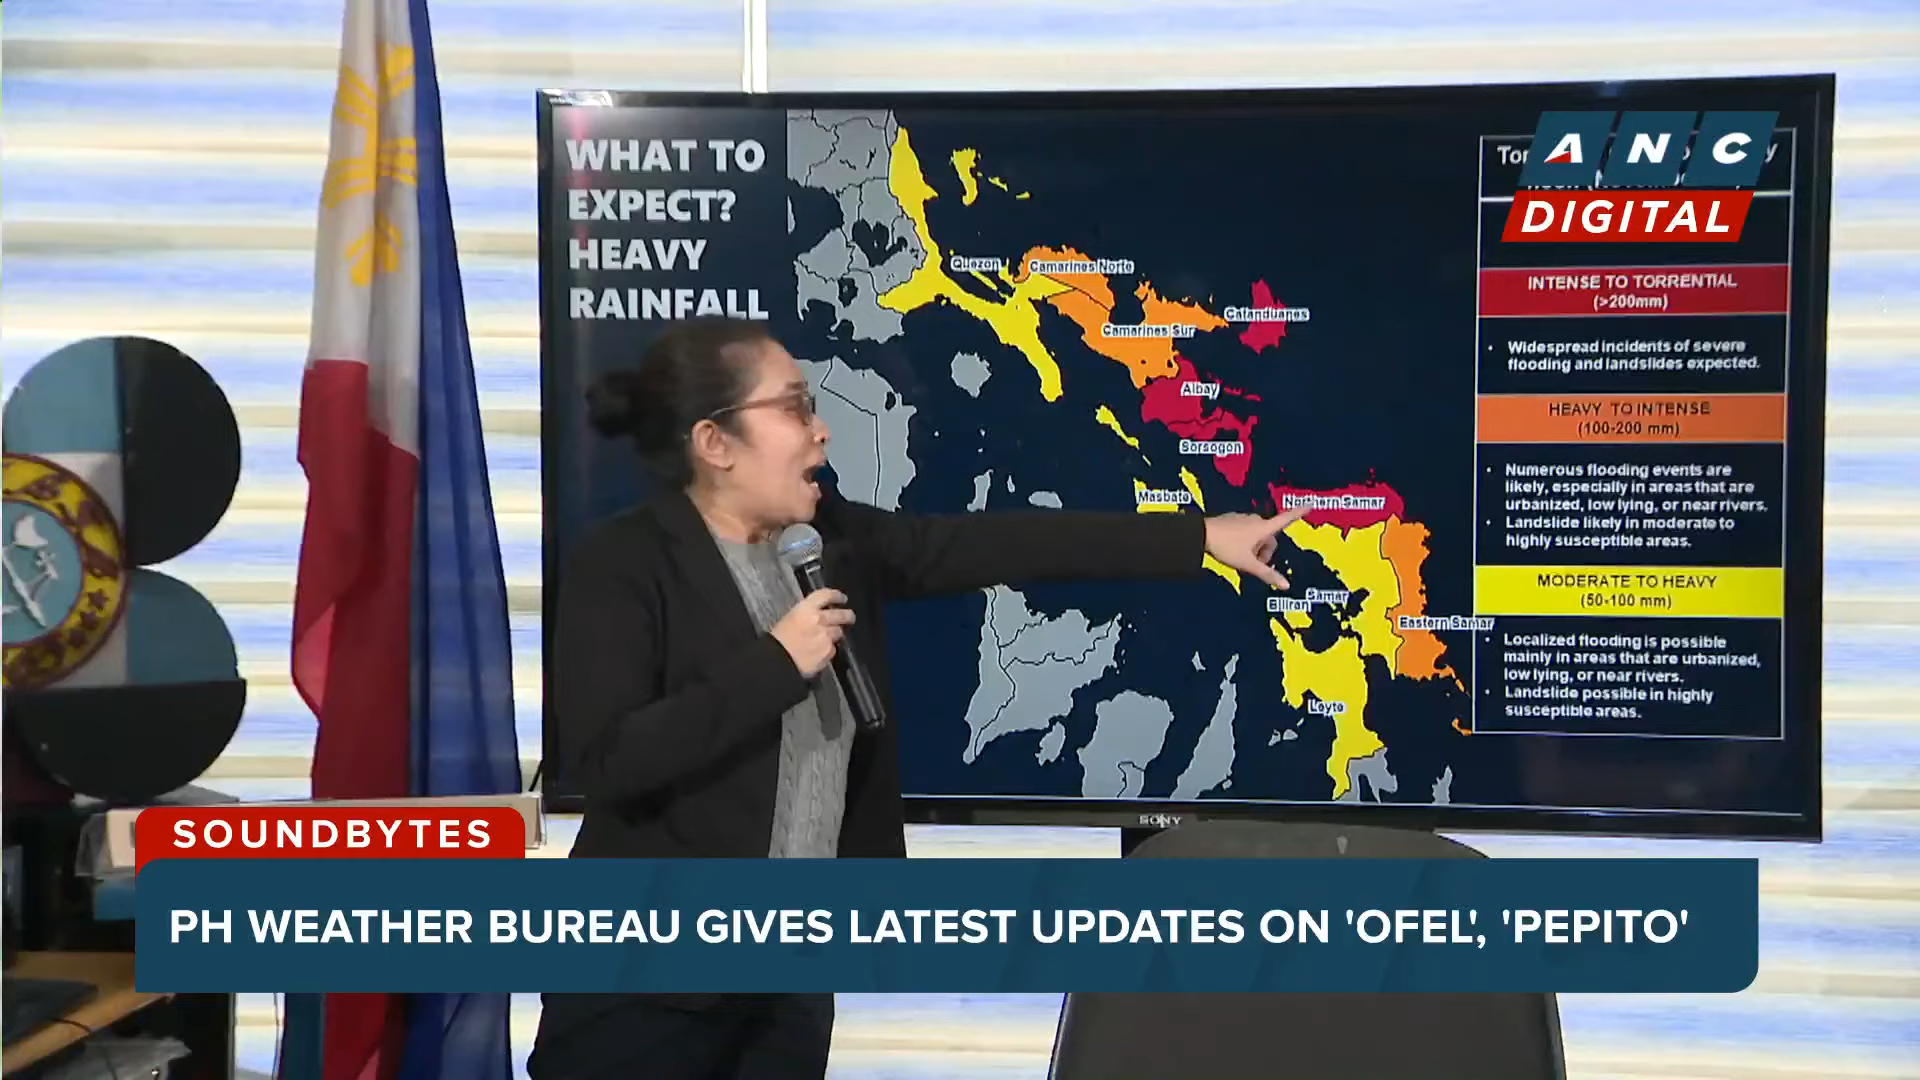 WHAT TO
EXPECT?
HEAVY
RAINFALL
Quezon
Camarines Norte
Catanduanes
Camarines Sur
Albay
Sorsogon
Masbate
Northern Samar
Samar
Biliran
Eastern Samar
Leyte
ANC
DIGITAL
INTENSE TO TORRENTIAL
(>200mm)
• Widespread incidents of severe
flooding and landslides expected.
HEAVY TO INTENSE
(100-200 mm)
• Numerous flooding events are
likely, especially in areas that are
urbanized, low lying, or near rivers.
• Landslide likely in moderate to
highly susceptible areas.
MODERATE TO HEAVY
(50-100 mm)
• Localized flooding is possible
mainly in areas that are urbanized,
low lying, or near rivers.
• Landslide possible in highly
susceptible areas.
SONY
SOUNDBYTES
PH WEATHER BUREAU GIVES LATEST UPDATES ON 'OFEL', 'PEPITO'